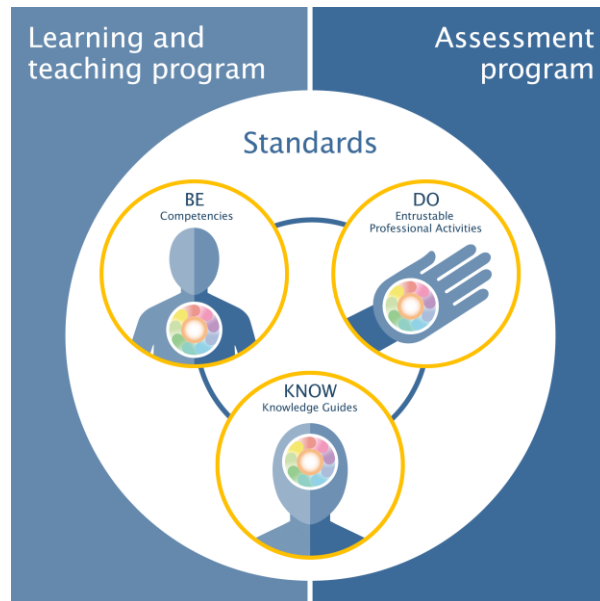 Learning and
teaching program
Assessment
program
Standards
BE
Competencies
DO
Entrustable
Professional Activities
KNOW
Knowledge Guides